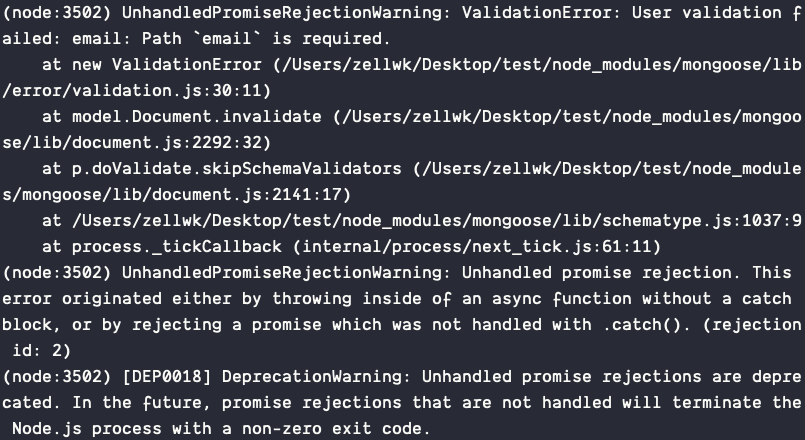 (node:3502) UnhandledPromiseRejectionWarning: ValidationError: User validation f
ailed: email: Path `email` is required.
    at new ValidationError (/Users/zellwk/Desktop/test/node_modules/mongoose/lib
/error/validation.js:30:11)
    at model.Document.invalidate (/Users/zellwk/Desktop/test/node_modules/mongoo
se/lib/document.js:2292:32)
    at p.doValidate.skipSchemaValidators (/Users/zellwk/Desktop/test/node_module
s/mongoose/lib/document.js:2141:17)
    at /Users/zellwk/Desktop/test/node_modules/mongoose/lib/schematype.js:1037:9
    at process._tickCallback (internal/process/next_tick.js:61:11)
(node:3502) UnhandledPromiseRejectionWarning: Unhandled promise rejection. This
error originated either by throwing inside of an async function without a catch
block, or by rejecting a promise which was not handled with .catch(). (rejection
 id: 2)
(node:3502) [DEP0018] DeprecationWarning: Unhandled promise rejections are depre
cated. In the future, promise rejections that are not handled will terminate the
 Node.js process with a non-zero exit code.